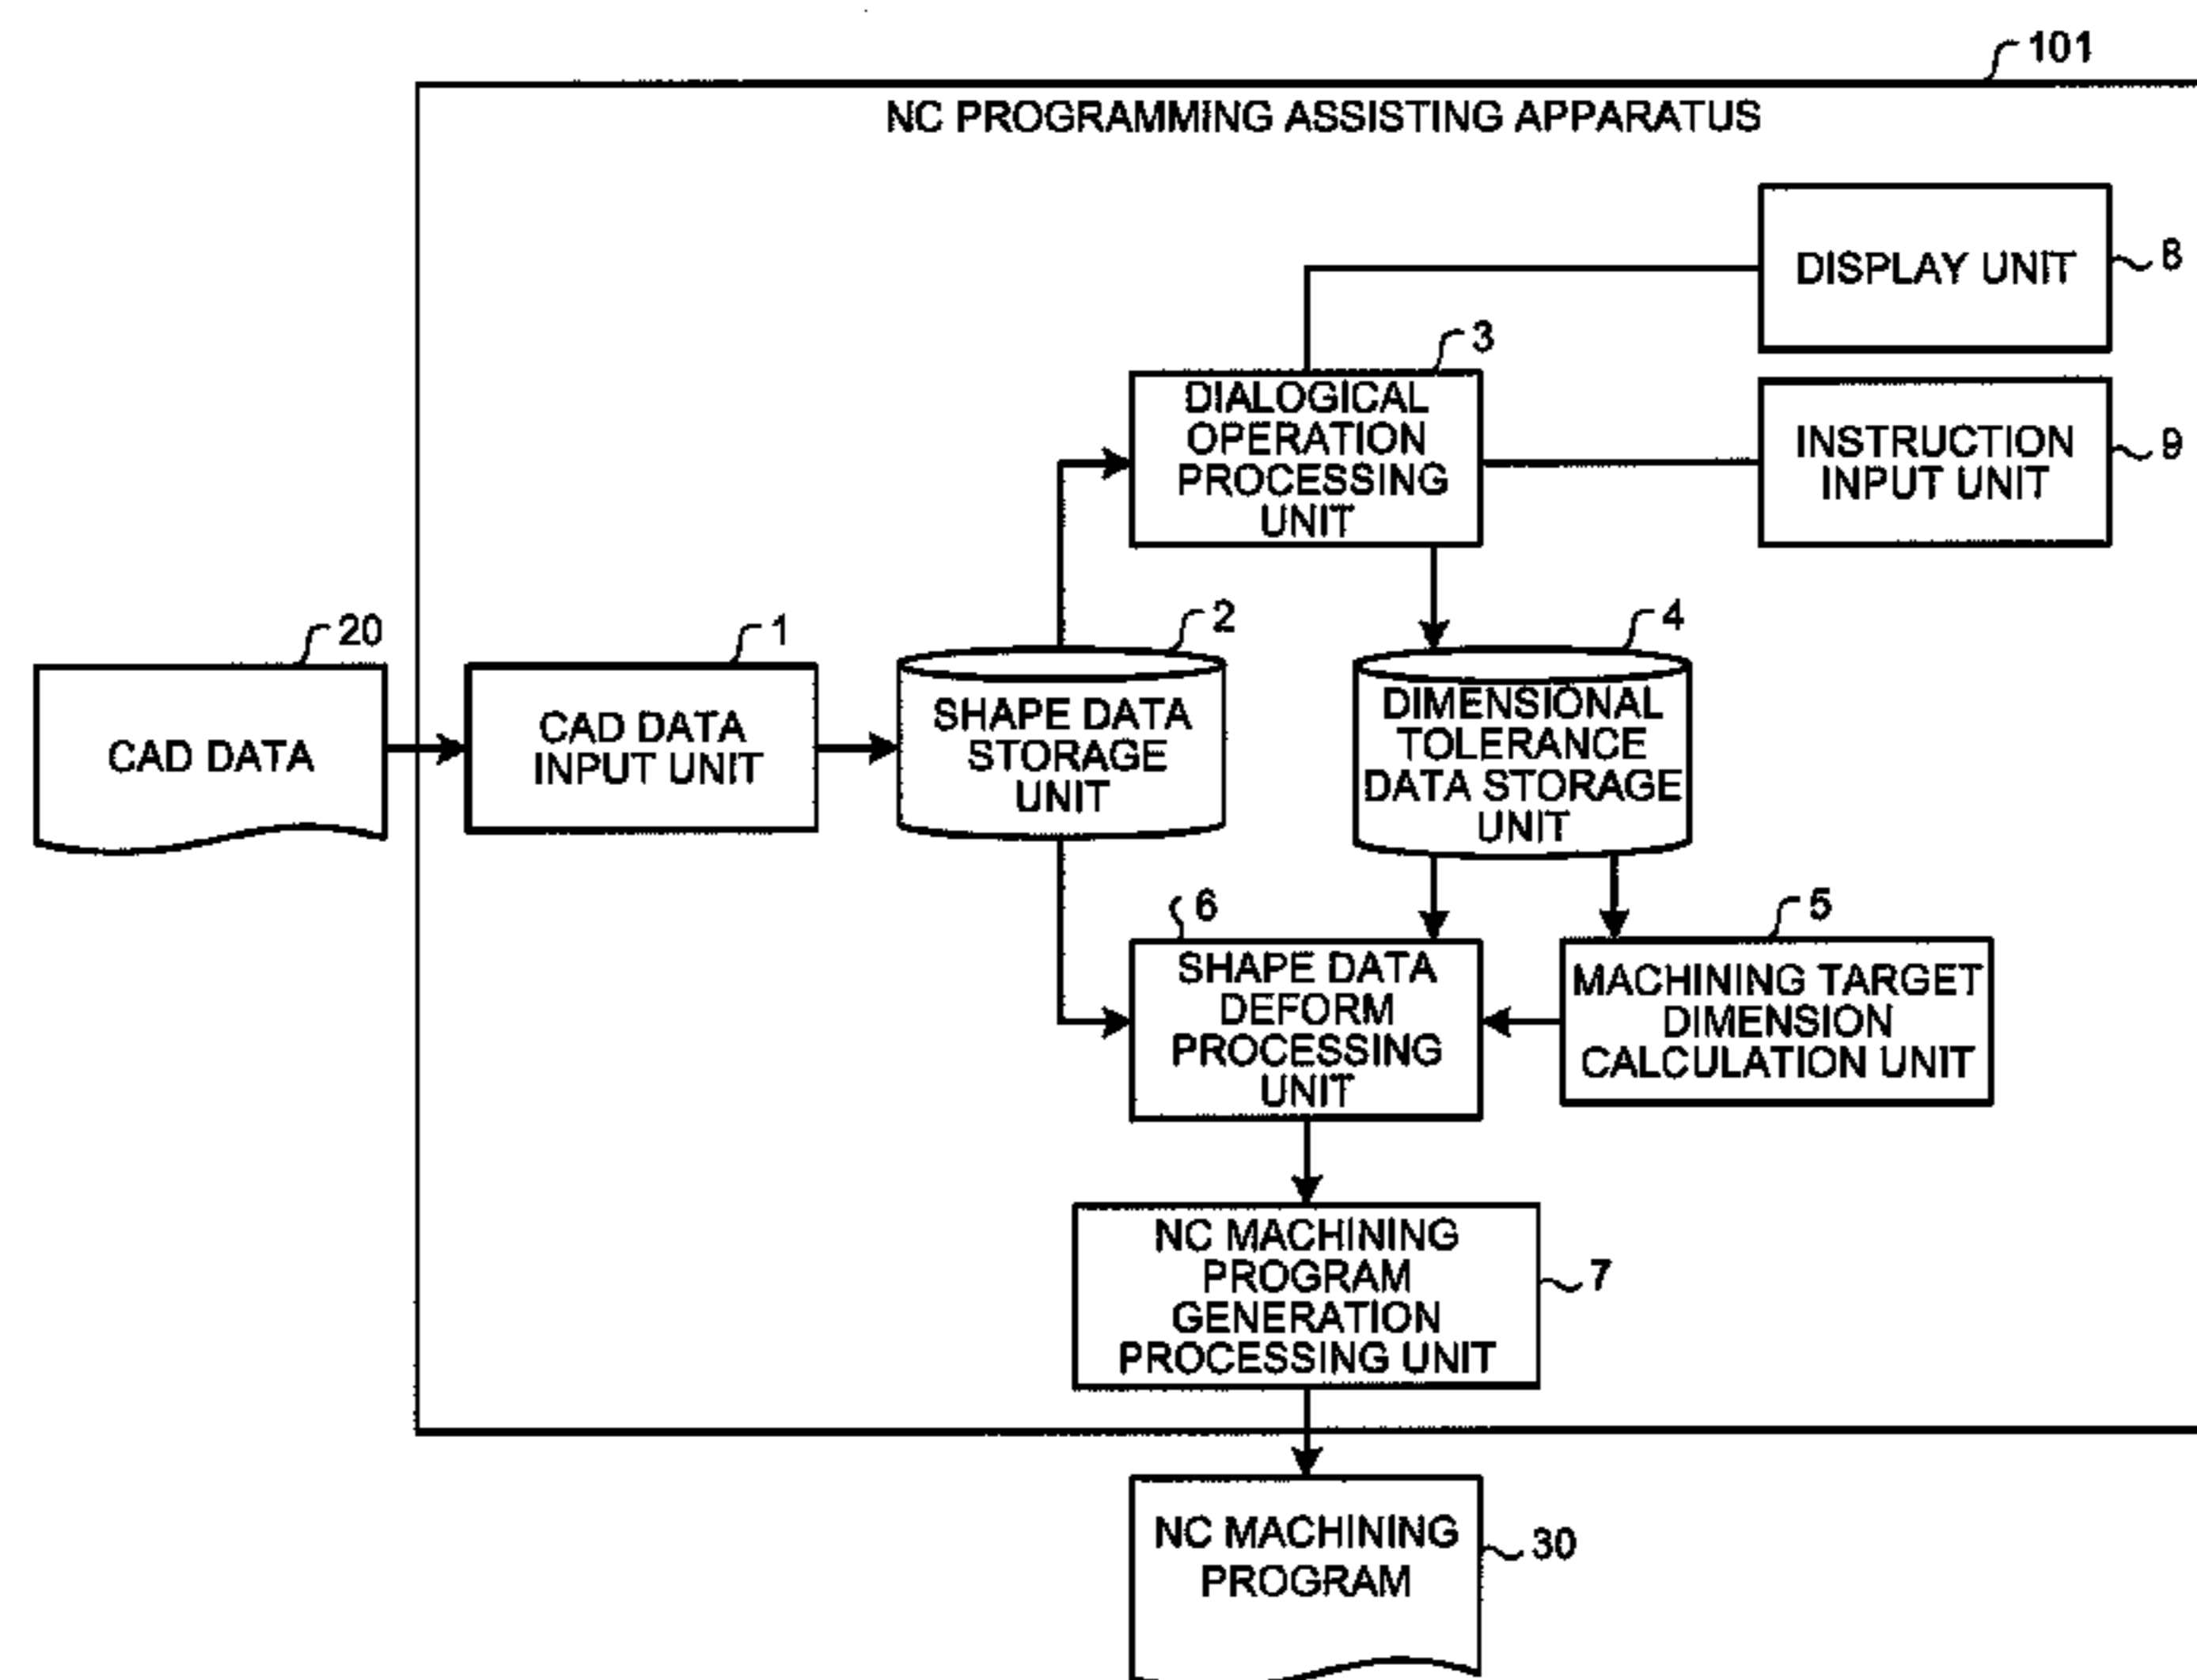 101
NC PROGRAMMING ASSISTING APPARATUS
DISPLAY UNIT
8
3
DIALOGICAL
OPERATION
PROCESSING
UNIT
INSTRUCTION
INPUT UNIT
9
20
CAD DATA
1
CAD DATA
INPUT UNIT
2
SHAPE DATA
STORAGE
UNIT
4
DIMENSIONAL
TOLERANCE
DATA STORAGE
UNIT
6
SHAPE DATA
DEFORM
PROCESSING
UNIT
5
MACHINING TARGET
DIMENSION
CALCULATION UNIT
NC MACHINING
PROGRAM
GENERATION
PROCESSING UNIT
7
NC MACHINING
PROGRAM
30